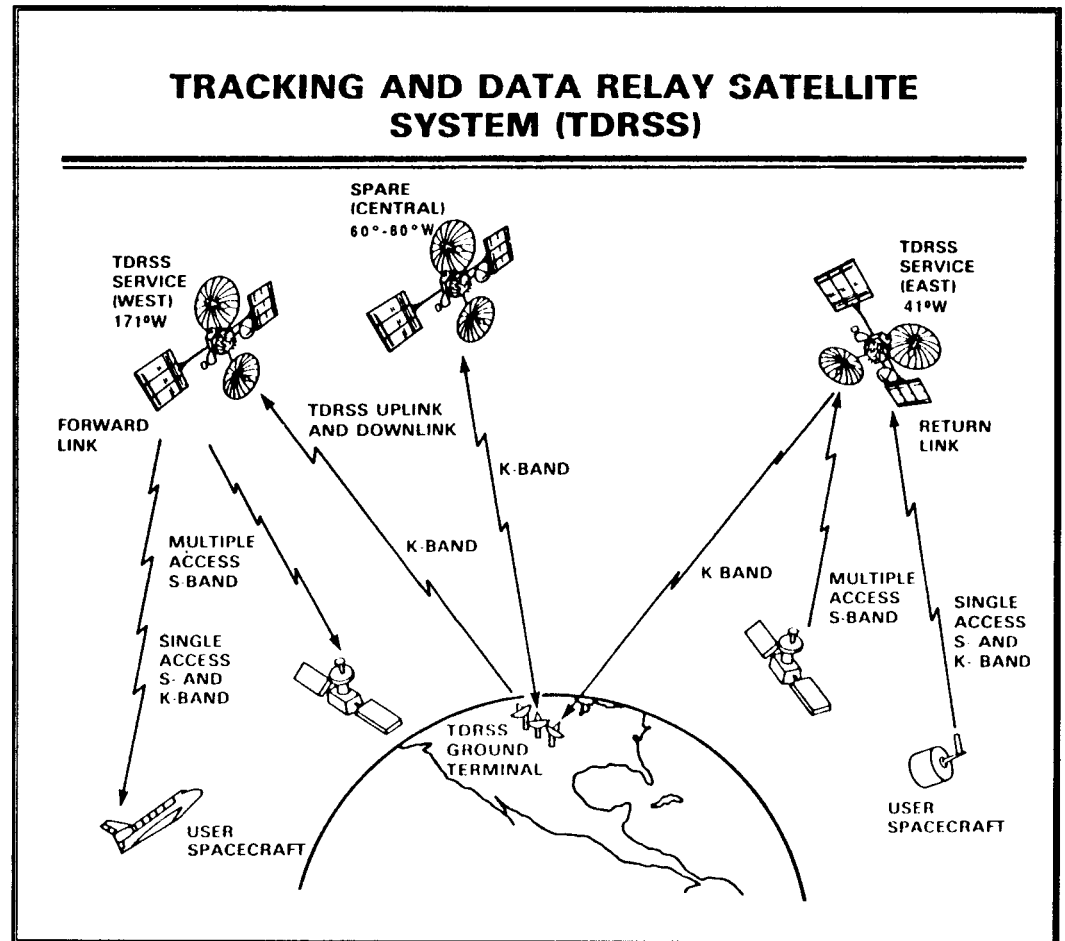 TRACKING AND DATA RELAY SATELLITE
SYSTEM (TDRSS)
SPARE
(CENTRAL)
60°-80°W
TDRSS
SERVICE
(WEST)
171°W
TDRSS
SERVICE
(EAST)
41°W
FORWARD
LINK
TDRSS UPLINK
AND DOWNLINK
RETURN
LINK
K-BAND
MULTIPLE
ACCESS
S-BAND
K-BAND
K BAND
MULTIPLE
ACCESS
S-BAND
SINGLE
ACCESS
S- AND
K-BAND
SINGLE
ACCESS
S- AND
K- BAND
TDRSS
GROUND
TERMINAL
USER
SPACECRAFT
USER
SPACECRAFT